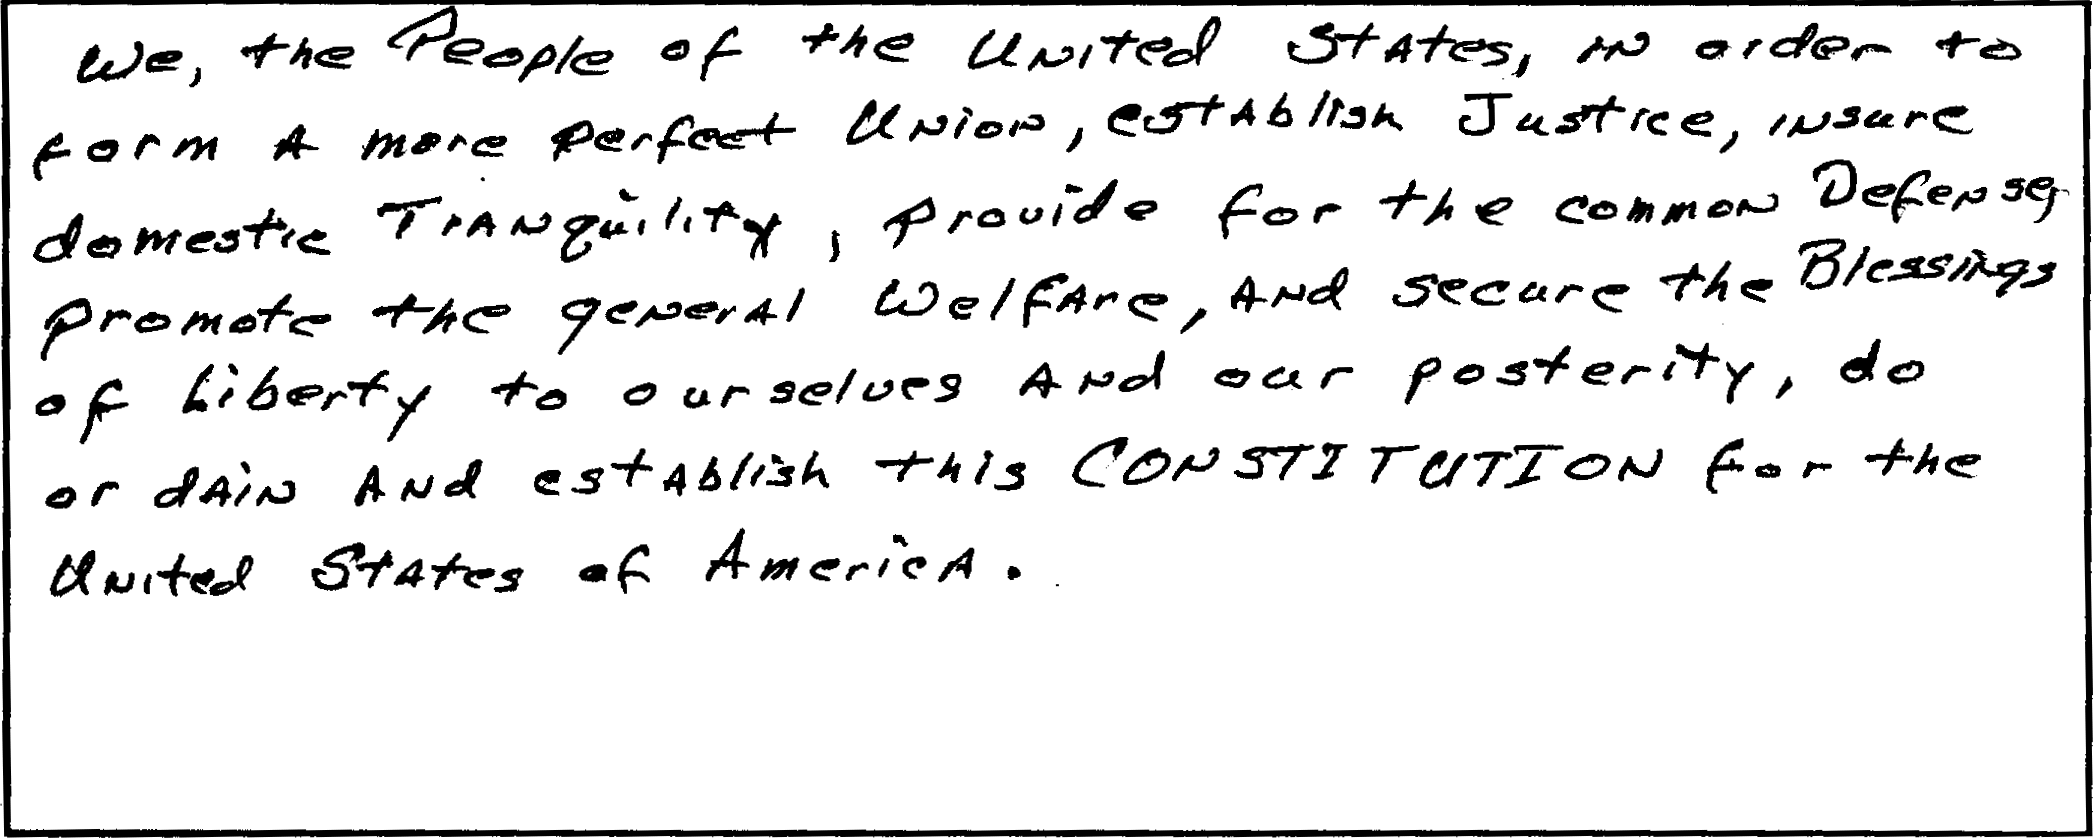 We, the People of the United States, in order to
form a more perfect Union, establish Justice, insure
domestic Tranquility, provide for the common Defense,
promote the general Welfare, and secure the Blessings
of Liberty to ourselves and our posterity, do
ordain and establish this CONSTITUTION for the
United States of America.